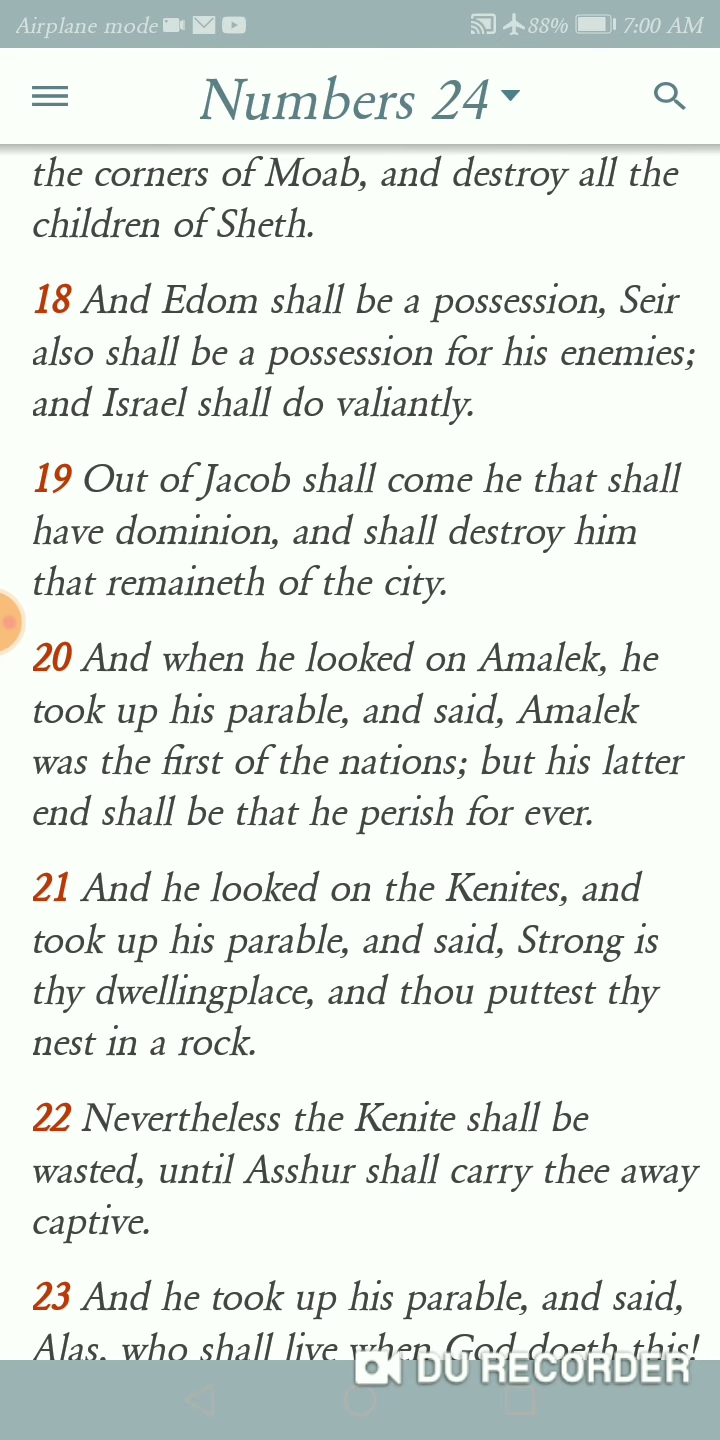 Airplane mode 88% 7:00 AM
Numbers 24
the corners of Moab, and destroy all the
children of Sheth.
18 And Edom shall be a possession, Seir
also shall be a possession for his enemies;
and Israel shall do valiantly.
19 Out of Jacob shall come he that shall
have dominion, and shall destroy him
that remaineth of the city.
20 And when he looked on Amalek, he
took up his parable, and said, Amalek
was the first of the nations; but his latter
end shall be that he perish for ever.
21 And he looked on the Kenites, and
took up his parable, and said, Strong is
thy dwellingplace, and thou puttest thy
nest in a rock.
22 Nevertheless the Kenite shall be
wasted, until Asshur shall carry thee away
captive.
23 And he took up his parable, and said,
Alas, who shall live when God doeth this!
DU RECORDER